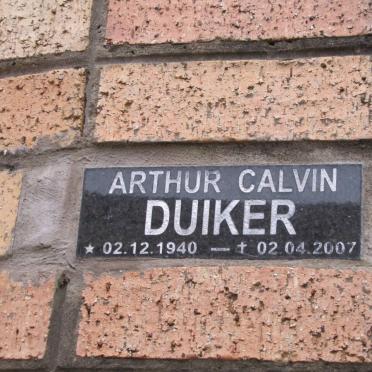 ARTHUR CALVIN
DUIKER
★ 02.12.1940 — ✝ 02.04.2007